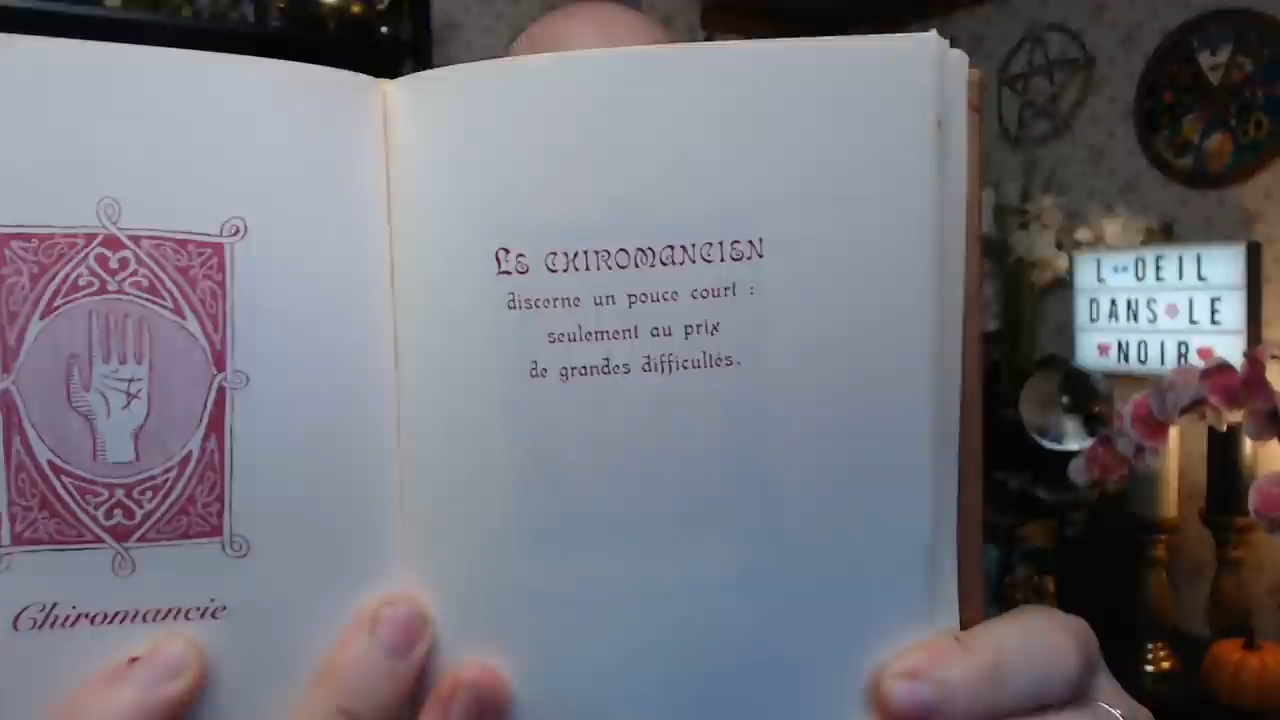 Chiromancie
Le CHIROMANCIEN
discerne un pouce court :
seulement au prix
de grandes difficultés.
L OEIL
DANS LE
NOIR